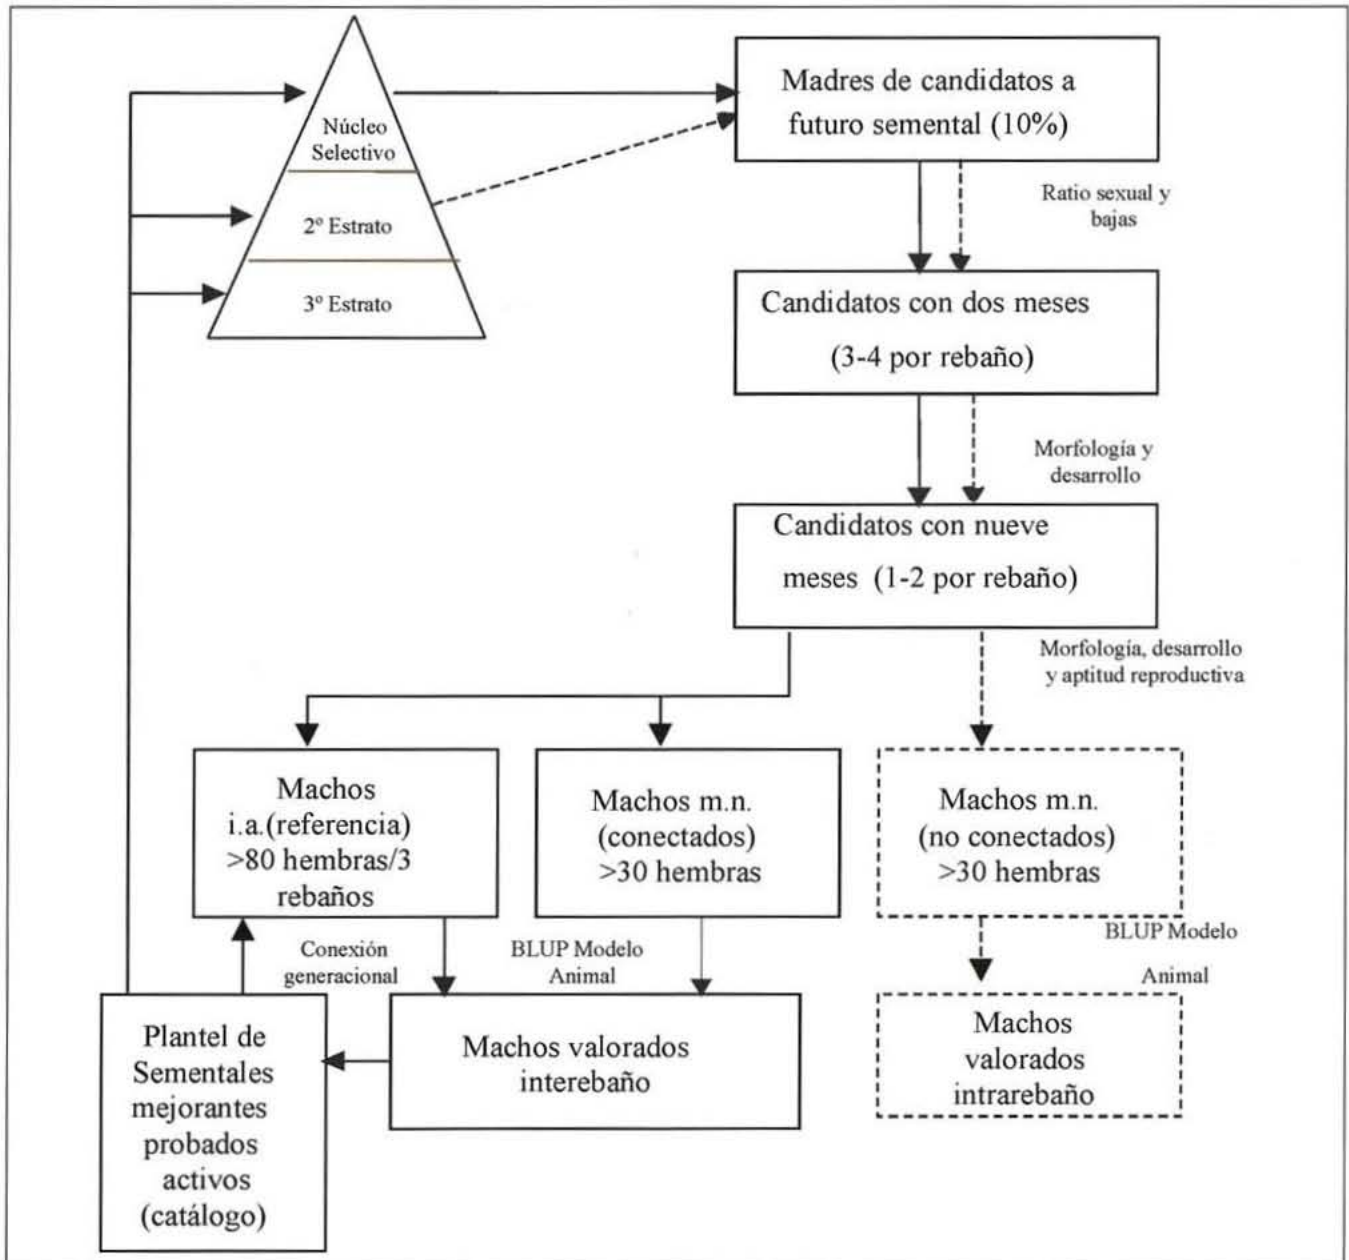 Madres de candidatos a
futuro semental (10%)
Núcleo
Selectivo
2º Estrato
3º Estrato
Ratio sexual y
bajas
Candidatos con dos meses
(3-4 por rebaño)
Morfología y
desarrollo
Candidatos con nueve
meses (1-2 por rebaño)
Morfología, desarrollo
y aptitud reproductiva
Machos
i.a.(referencia)
>80 hembras/3
rebaños
Machos m.n.
(conectados)
>30 hembras
Machos m.n.
(no conectados)
>30 hembras
Conexión
generacional
BLUP Modelo
Animal
BLUP Modelo
Animal
Plantel de
Sementales
mejorantes
probados
activos
(catálogo)
Machos valorados
interebaño
Machos
valorados
intrarebaño